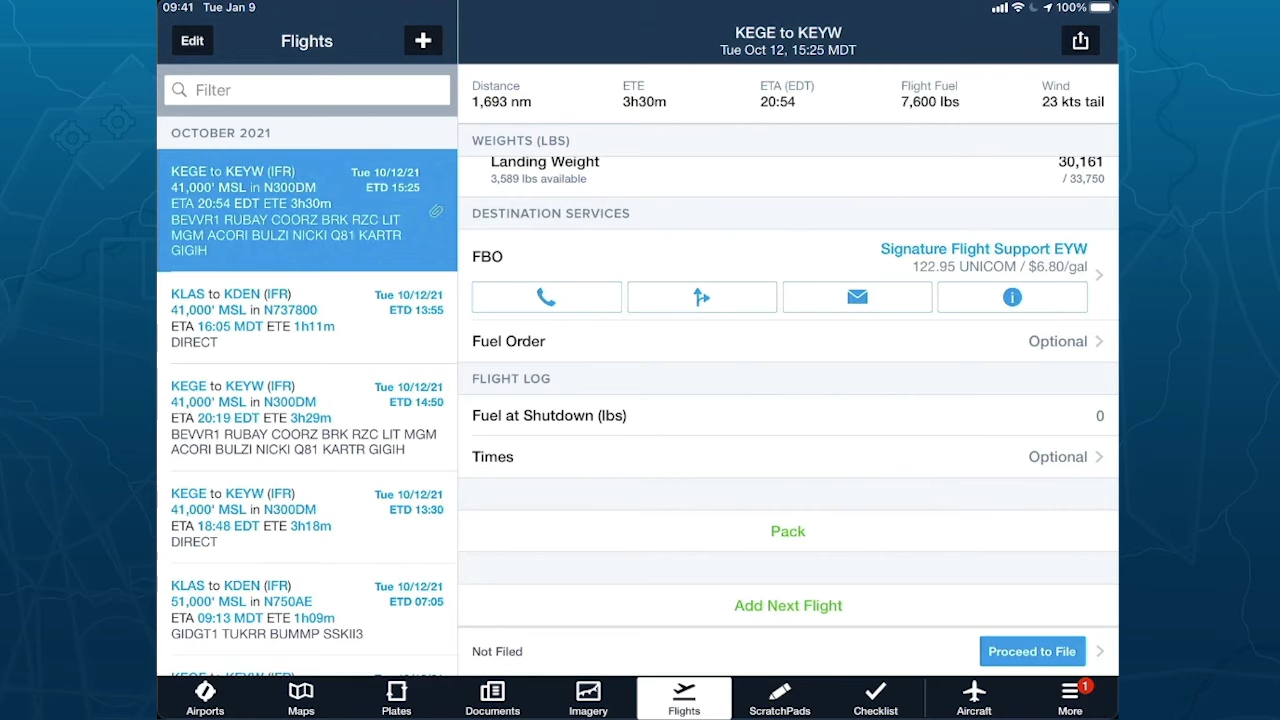 09:41 Tue Jan 9
100%
Edit
Flights
KEGE to KEYW
Tue Oct 12, 15:25 MDT
Filter
OCTOBER 2021
KEGE to KEYW (IFR) Tue 10/12/21
41,000' MSL in N300DM ETD 15:25
ETA 20:54 EDT ETE 3h30m
BEVVR1 RUBAY COORZ BRK RZC LIT
MGM ACORI BULZI NICKI Q81 KARTR
GIGIH
KLAS to KDEN (IFR) Tue 10/12/21
41,000' MSL in N737800 ETD 13:55
ETA 16:05 MDT ETE 1h11m
DIRECT
KEGE to KEYW (IFR) Tue 10/12/21
41,000' MSL in N300DM ETD 14:50
ETA 20:19 EDT ETE 3h29m
BEVVR1 RUBAY COORZ BRK RZC LIT MGM
ACORI BULZI NICKI Q81 KARTR GIGIH
KEGE to KEYW (IFR) Tue 10/12/21
41,000' MSL in N300DM ETD 13:30
ETA 18:48 EDT ETE 3h18m
DIRECT
KLAS to KDEN (IFR) Tue 10/12/21
51,000' MSL in N750AE ETD 07:05
ETA 09:13 MDT ETE 1h09m
GIDGT1 TUKRR BUMMP SSKII3
Distance ETE ETA (EDT) Flight Fuel Wind
1,693 nm 3h30m 20:54 7,600 lbs 23 kts tail
WEIGHTS (LBS)
Landing Weight 30,161
3,589 lbs available / 33,750
DESTINATION SERVICES
FBO
Signature Flight Support EYW
122.95 UNICOM / $6.80/gal
Fuel Order Optional
FLIGHT LOG
Fuel at Shutdown (lbs) 0
Times Optional
Pack
Add Next Flight
Not Filed
Proceed to File
Airports
Maps
Plates
Documents
Imagery
Flights
ScratchPads
Checklist
Aircraft
1
More